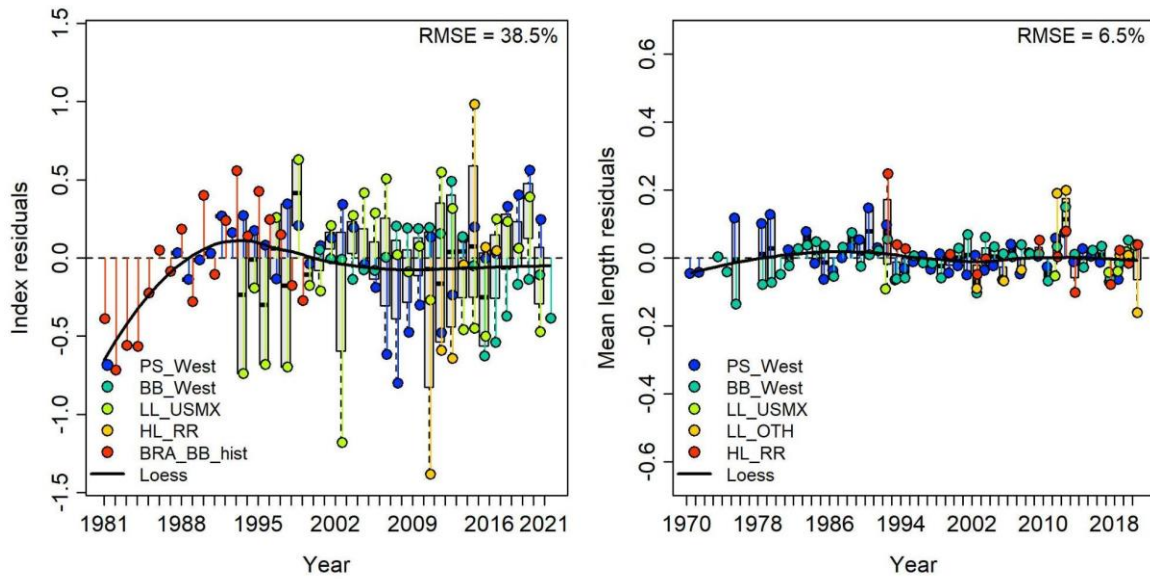 RMSE = 38.5%
Index residuals
1.5
1.0
0.5
0.0
-0.5
-1.0
-1.5
PS_West
BB_West
LL_USMX
HL_RR
BRA_BB_hist
Loess
1981 1988 1995 2002 2009 2016 2021
Year
RMSE = 6.5%
Mean length residuals
0.6
0.4
0.2
0.0
-0.2
-0.4
-0.6
PS_West
BB_West
LL_USMX
LL_OTH
HL_RR
Loess
1970 1978 1986 1994 2002 2010 2018
Year